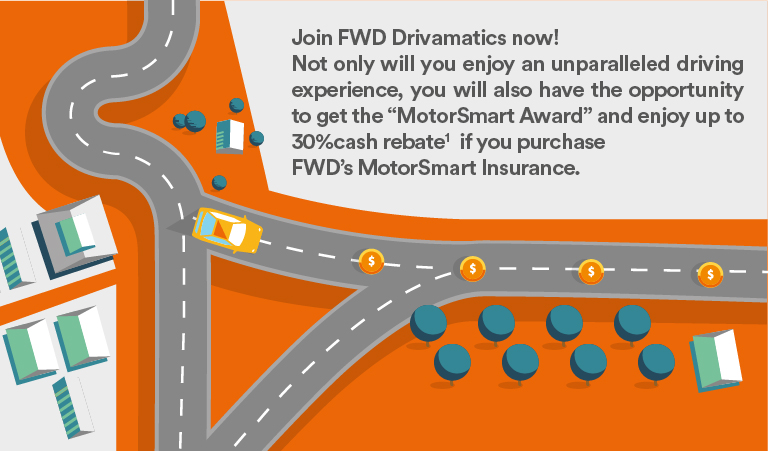 Join FWD Drivamatics now!
Not only will you enjoy an unparalleled driving
experience, you will also have the opportunity
to get the “MotorSmart Award” and enjoy up to
30%cash rebate¹ if you purchase
FWD’s MotorSmart Insurance.
$ $ $ $